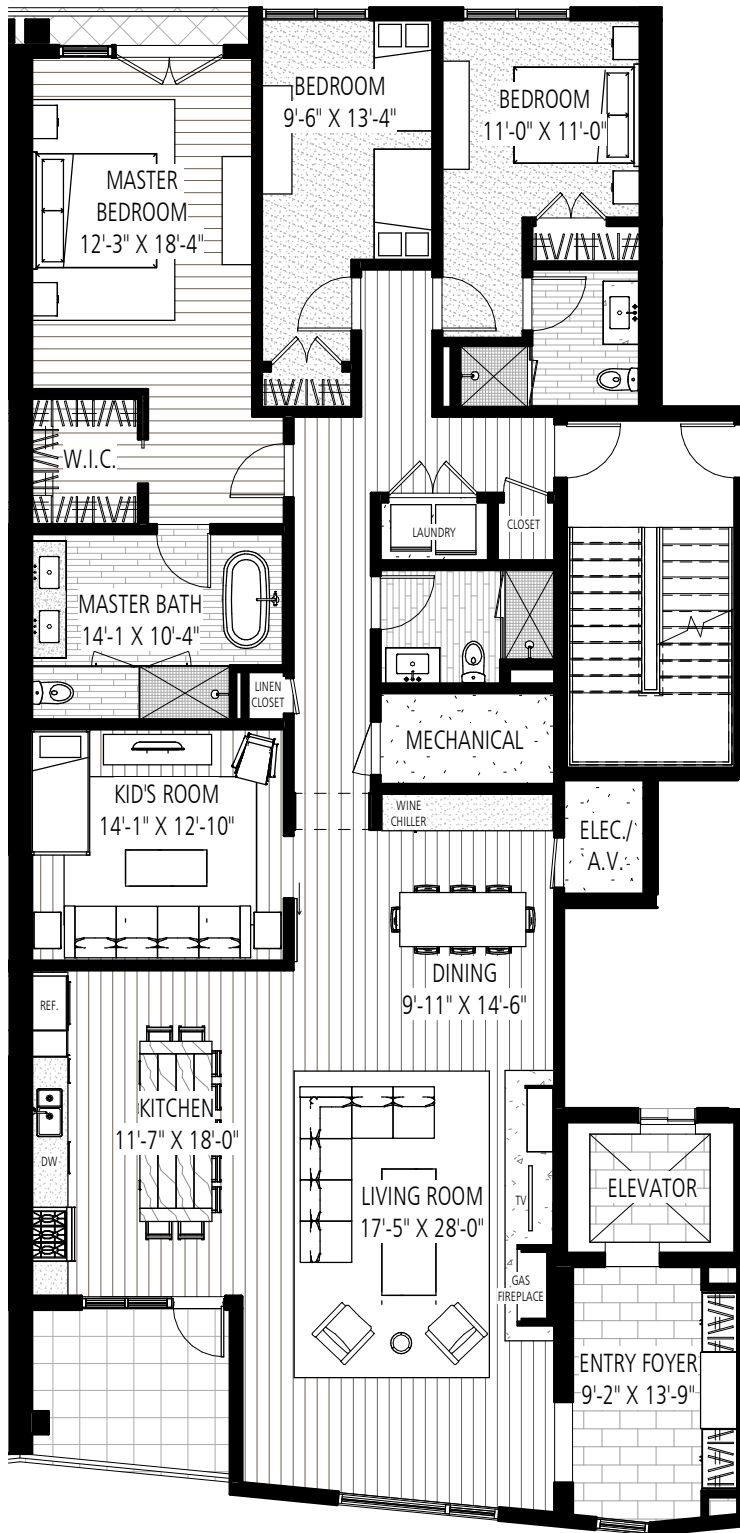 BEDROOM
9'-6" X 13'-4"
BEDROOM
11'-0" X 11'-0"
MASTER
BEDROOM
12'-3" X 18'-4"
W.I.C.
LAUNDRY
CLOSET
MASTER BATH
14'-1 X 10'-4"
LINEN
CLOSET
MECHANICAL
KID'S ROOM
14'-1" X 12'-10"
WINE
CHILLER
ELEC./
A.V.
DINING
9'-11" X 14'-6"
REF.
KITCHEN
11'-7" X 18'-0"
DW
LIVING ROOM
17'-5" X 28'-0"
TV
ELEVATOR
GAS
FIREPLACE
ENTRY FOYER
9'-2" X 13'-9"